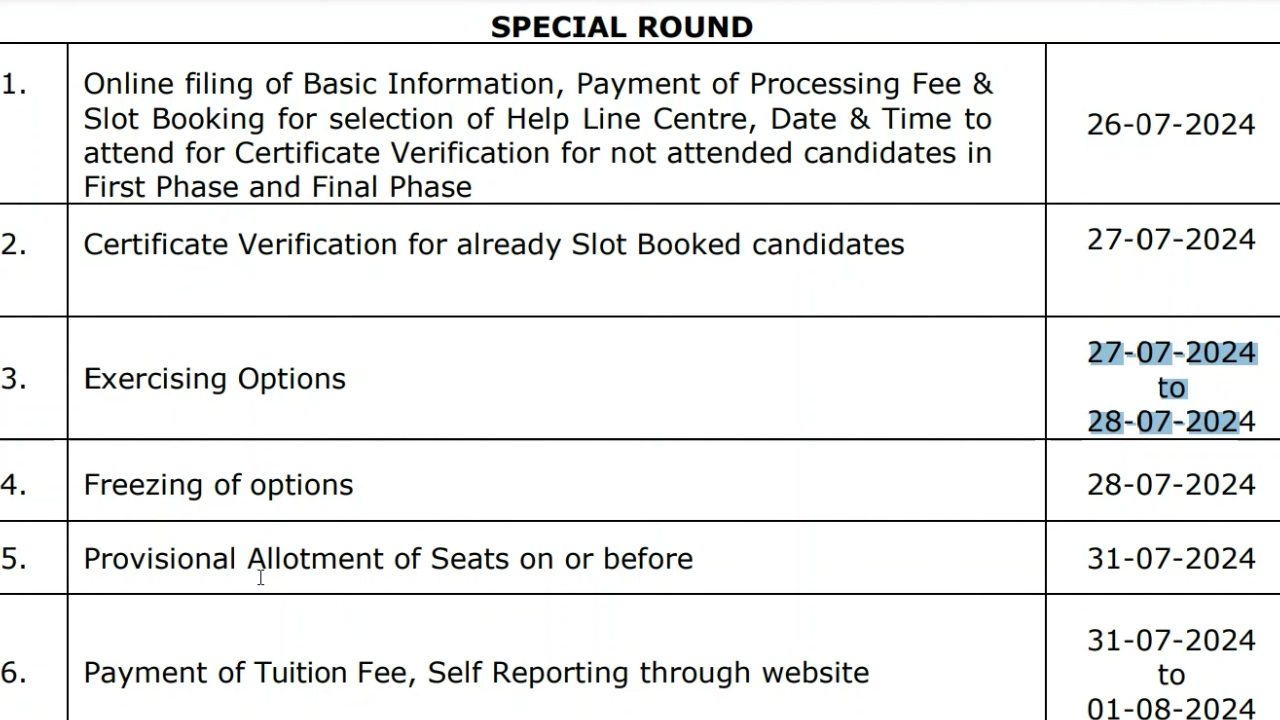 SPECIAL ROUND
1.
Online filing of Basic Information, Payment of Processing Fee &
Slot Booking for selection of Help Line Centre, Date & Time to
attend for Certificate Verification for not attended candidates in
First Phase and Final Phase
26-07-2024
2.
Certificate Verification for already Slot Booked candidates
27-07-2024
3.
Exercising Options
27-07-2024
to
28-07-2024
4.
Freezing of options
28-07-2024
5.
Provisional Allotment of Seats on or before
31-07-2024
6.
Payment of Tuition Fee, Self Reporting through website
31-07-2024
to
01-08-2024